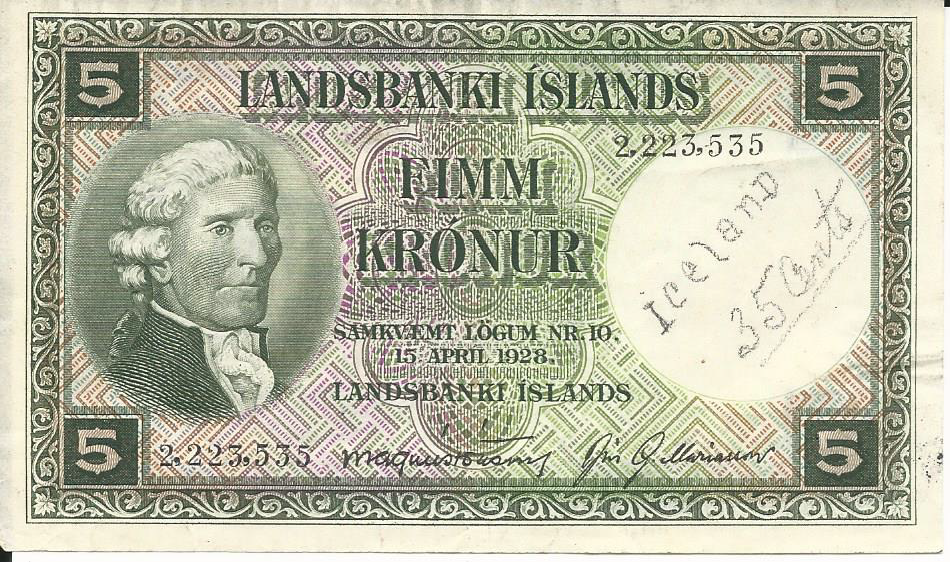 5 LANDSBANKI ÍSLANDS 5
2,223,535
FIMM
KRÓNUR
Iceland
35 Cents
SAMKVÆMT LÖGUM NR. 10,
15. APRIL 1928.
LANDSBANKI ÍSLANDS
5 2,223,535 5